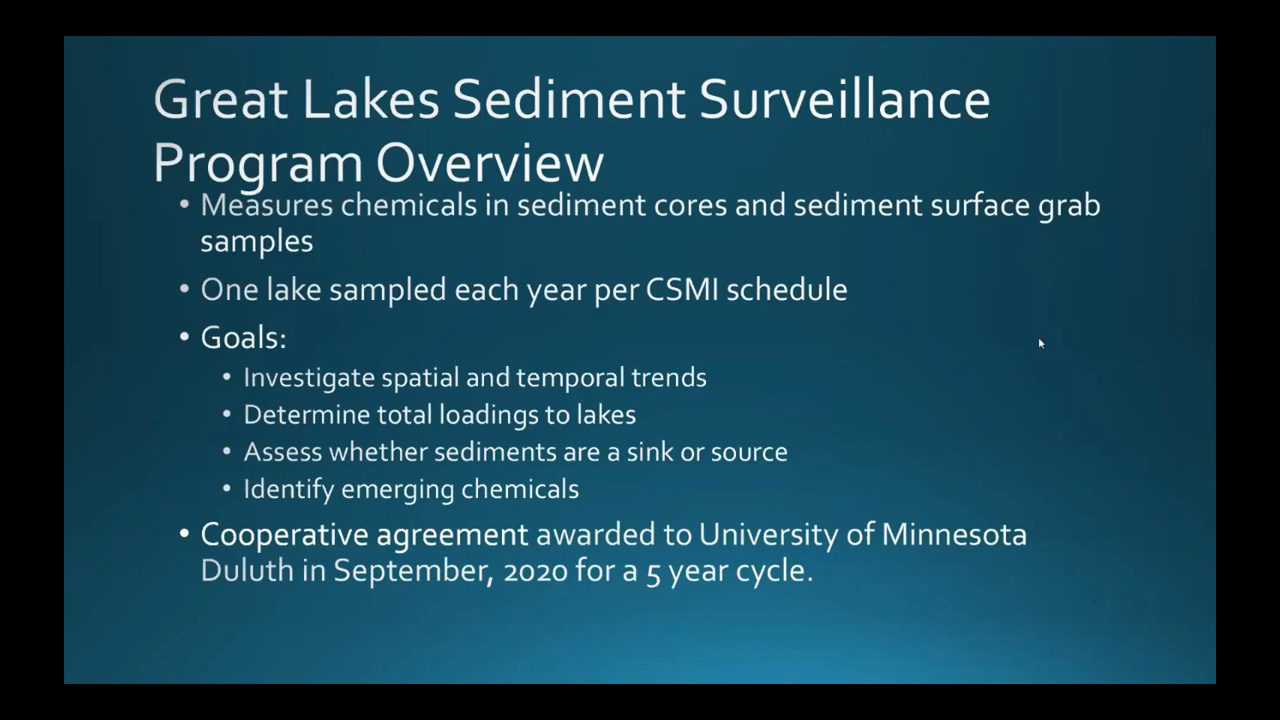 Great Lakes Sediment Surveillance
Program Overview
• Measures chemicals in sediment cores and sediment surface grab
samples
• One lake sampled each year per CSMI schedule
• Goals:
• Investigate spatial and temporal trends
• Determine total loadings to lakes
• Assess whether sediments are a sink or source
• Identify emerging chemicals
• Cooperative agreement awarded to University of Minnesota
Duluth in September, 2020 for a 5 year cycle.